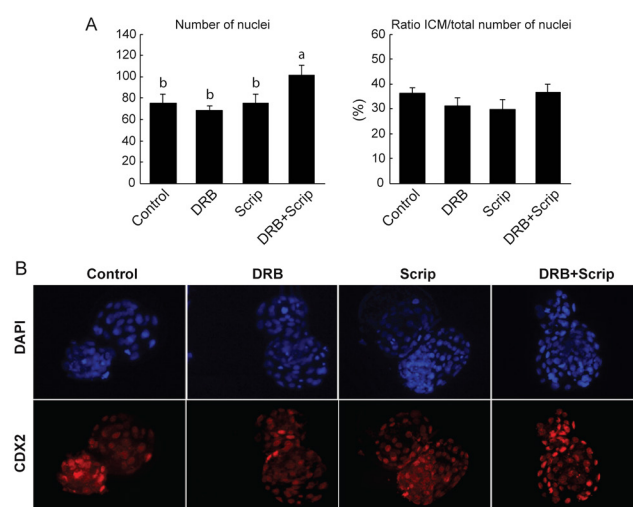 A
Number of nuclei
140
120
100
80
60
40
20
0
b
b
b
a
Control
DRB
Scrip
DRB+Scrip
Ratio ICM/total number of nuclei
(%)
60
50
40
30
20
10
0
Control
DRB
Scrip
DRB+Scrip
B
Control DRB Scrip DRB+Scrip
DAPI
CDX2